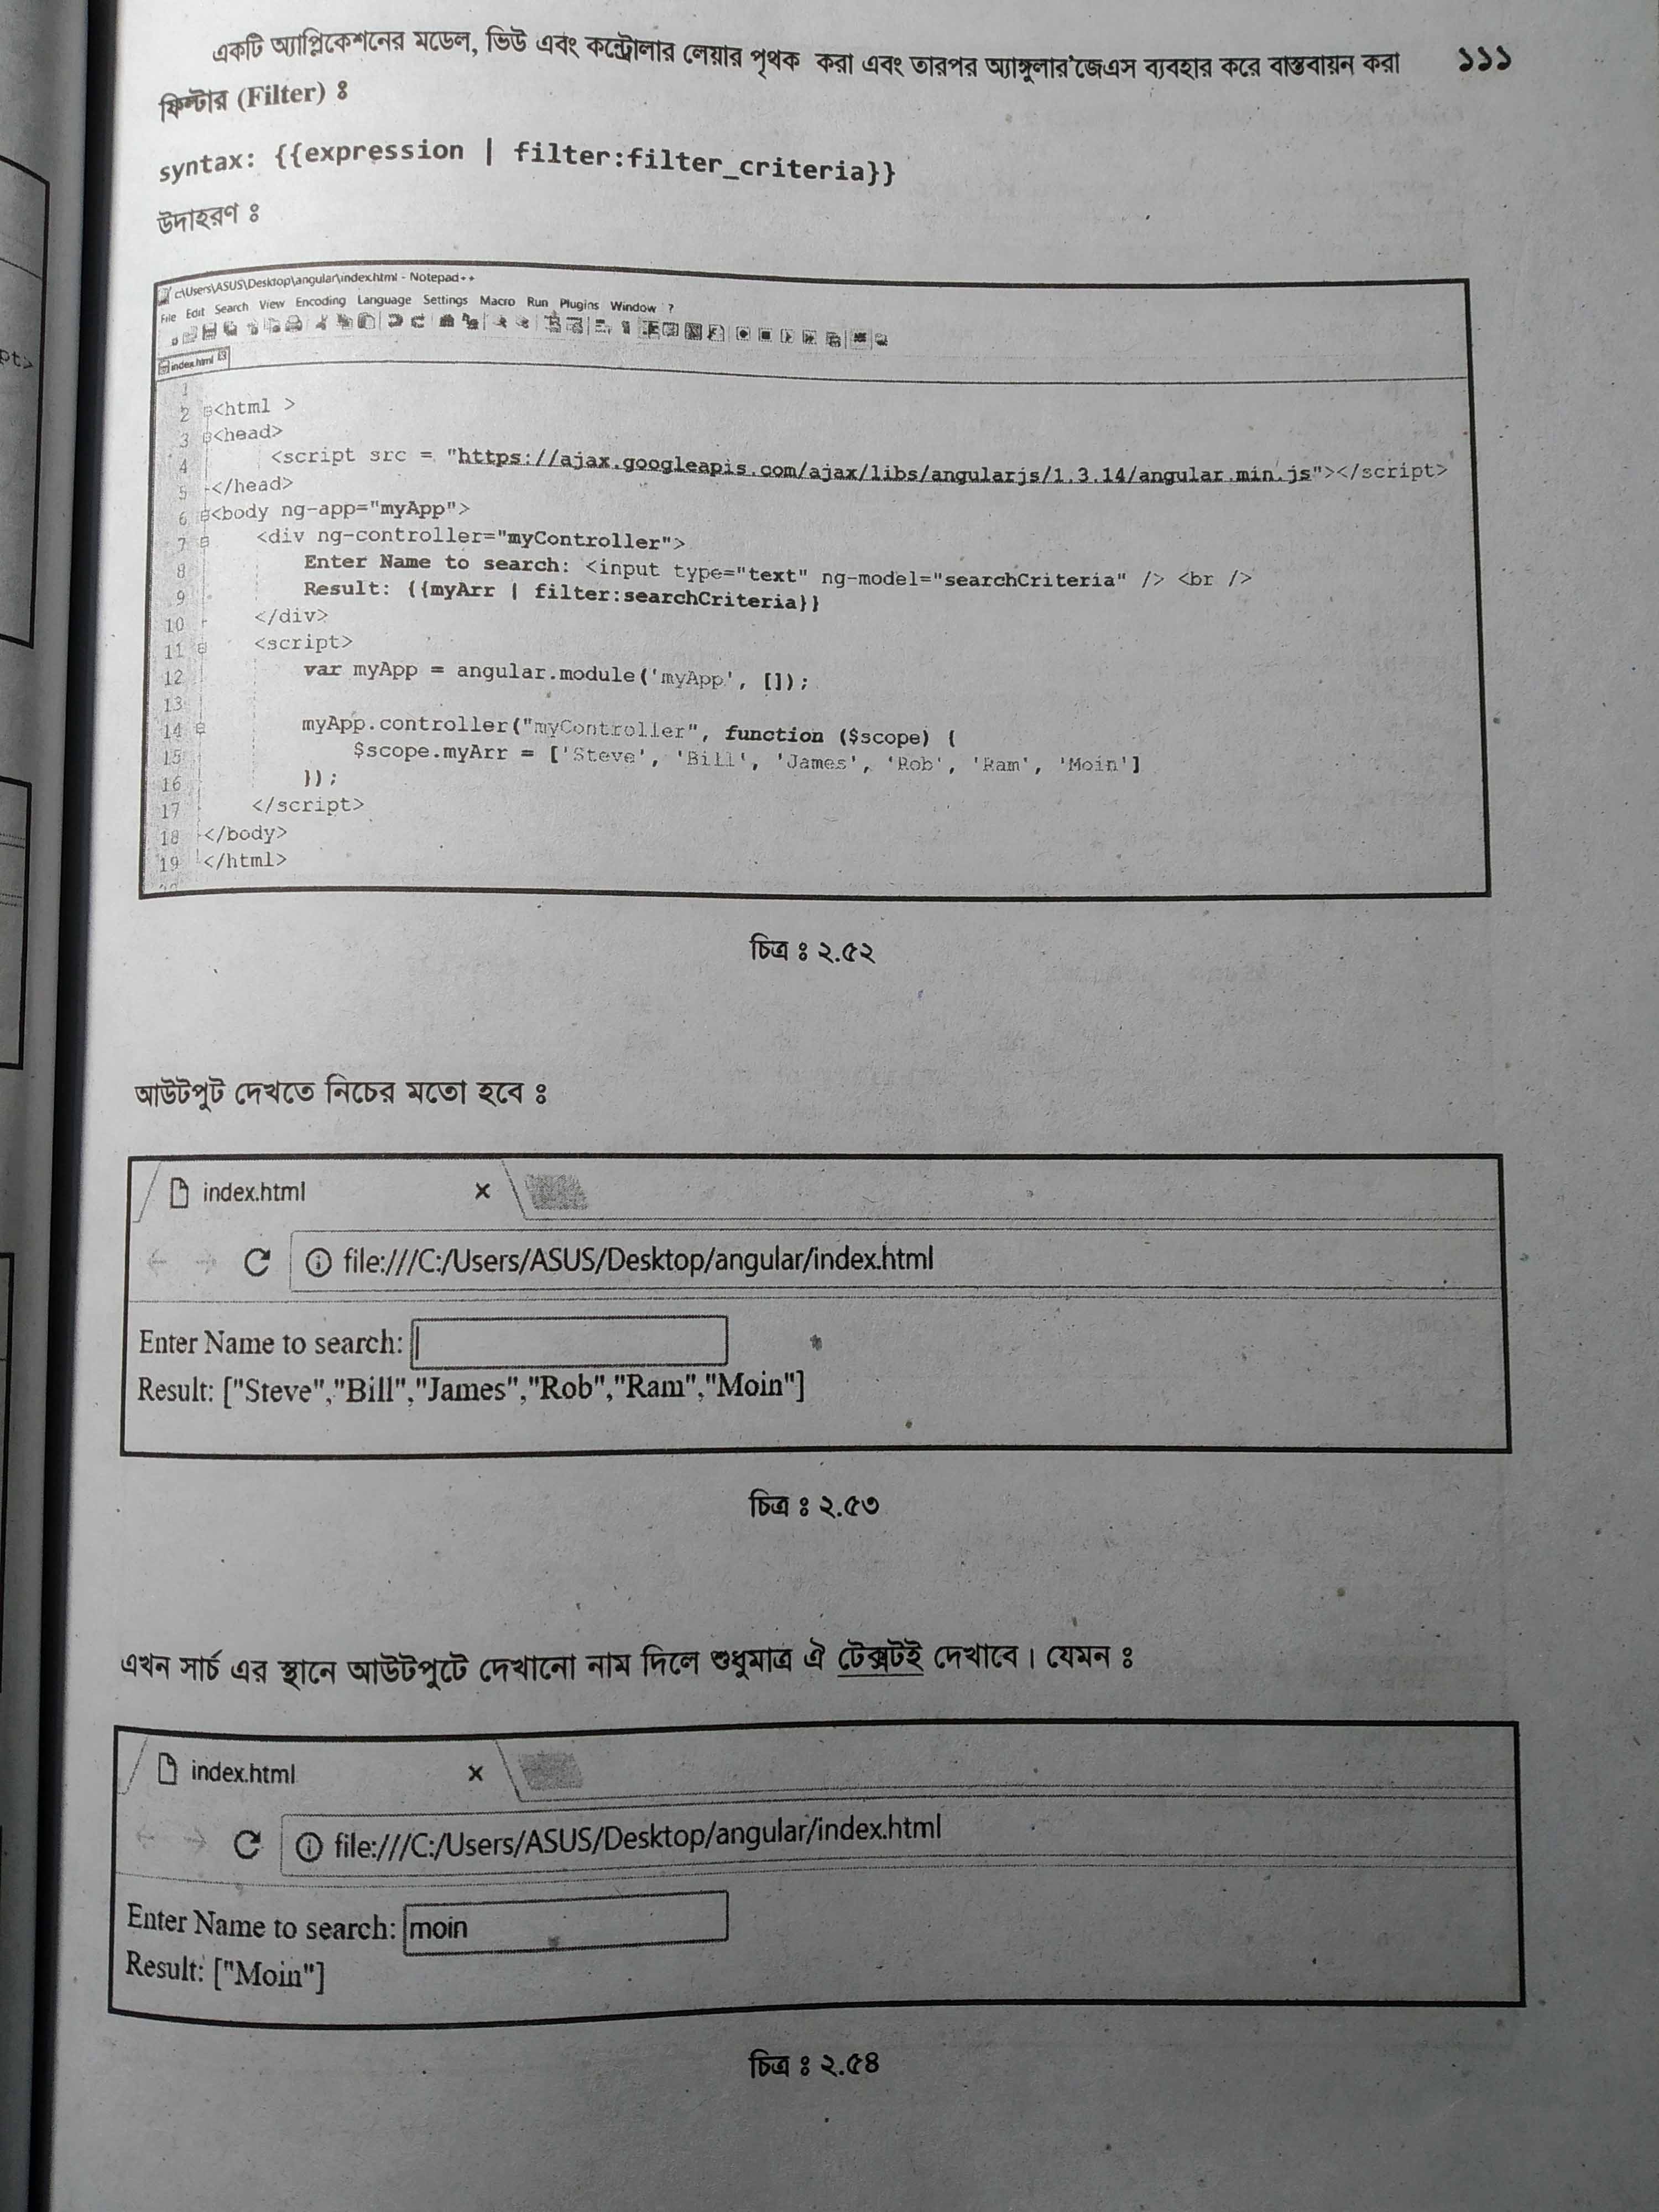 একটি অ্যাপ্লিকেশনের মডেল, ভিউ এবং কন্ট্রোলার লেয়ার পৃথক করা এবং তারপর অ্যাঙ্গুলার'জেএস ব্যবহার করে বাস্তবায়ন করা ১১১
ফিল্টার (Filter) ঃ
syntax: {{expression | filter:filter_criteria}}
উদাহরণ ঃ
c:\Users\ASUS\Desktop\angular\index.html - Notepad++
File Edit Search View Encoding Language Settings Macro Run Plugins Window ?
index.html
1
2 <html >
3 <head>
4 <script src = "https://ajax.googleapis.com/ajax/libs/angularjs/1.3.14/angular.min.js"></script>
5 </head>
6 <body ng-app="myApp">
7 <div ng-controller="myController">
8 Enter Name to search: <input type="text" ng-model="searchCriteria" /> <br />
9 Result: {{myArr | filter:searchCriteria}}
10 </div>
11 <script>
12 var myApp = angular.module('myApp', []);
13
14 myApp.controller("myController", function ($scope) {
15 $scope.myArr = ['Steve', 'Bill', 'James', 'Rob', 'Ram', 'Moin']
16 });
17 </script>
18 </body>
19 </html>
চিত্র ঃ ২.৫২
আউটপুট দেখতে নিচের মতো হবে ঃ
index.html ×
file:///C:/Users/ASUS/Desktop/angular/index.html
Enter Name to search:
Result: ["Steve","Bill","James","Rob","Ram","Moin"]
চিত্র ঃ ২.৫৩
এখন সার্চ এর স্থানে আউটপুটে দেখানো নাম দিলে শুধুমাত্র ঐ টেক্সটই দেখাবে। যেমন ঃ
index.html ×
file:///C:/Users/ASUS/Desktop/angular/index.html
Enter Name to search: moin
Result: ["Moin"]
চিত্র ঃ ২.৫৪